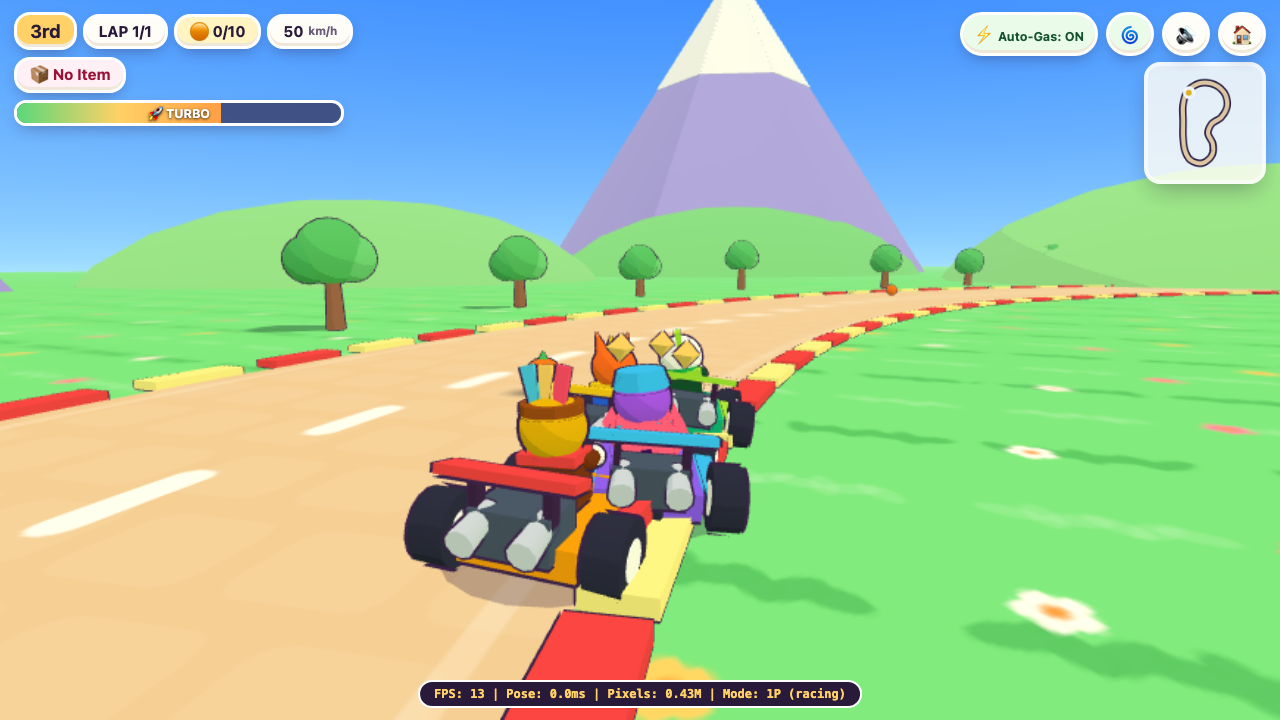 3rd
LAP 1/1
0/10
50 km/h
Auto-Gas: ON
No Item
TURBO
FPS: 13 | Pose: 0.0ms | Pixels: 0.43M | Mode: 1P (racing)